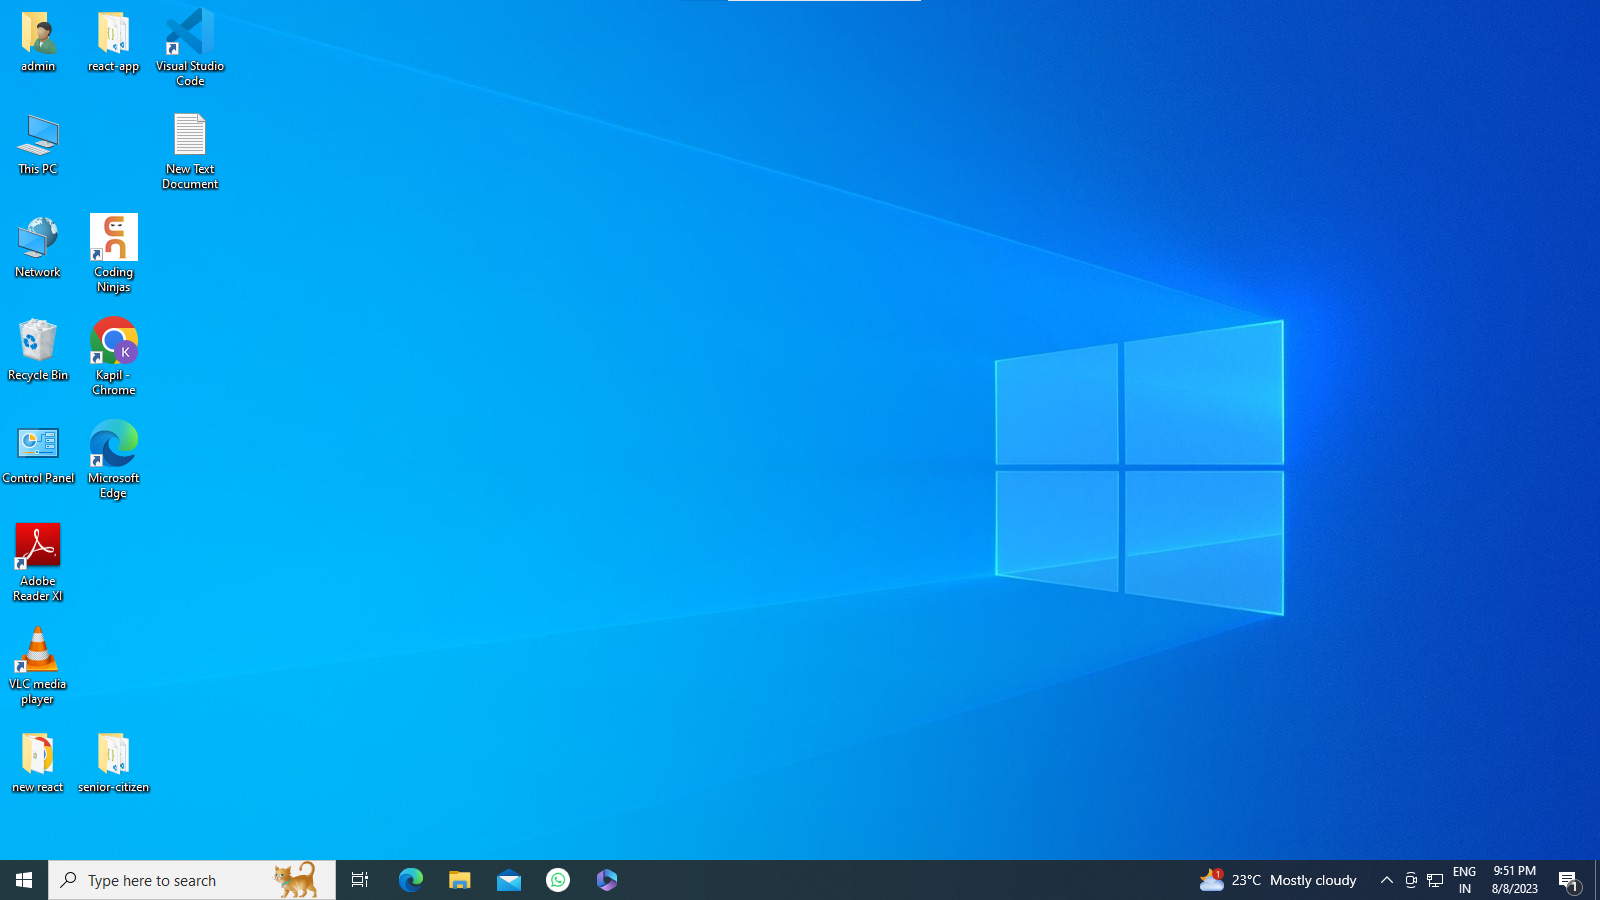 admin
react-app
Visual Studio
Code
This PC
New Text
Document
Network
Coding
Ninjas
Recycle Bin
K
Kapil -
Chrome
Control Panel
Microsoft
Edge
Adobe
Reader XI
VLC media
player
new react
senior-citizen
Type here to search
1
23°C Mostly cloudy
ENG
IN
9:51 PM
8/8/2023
1